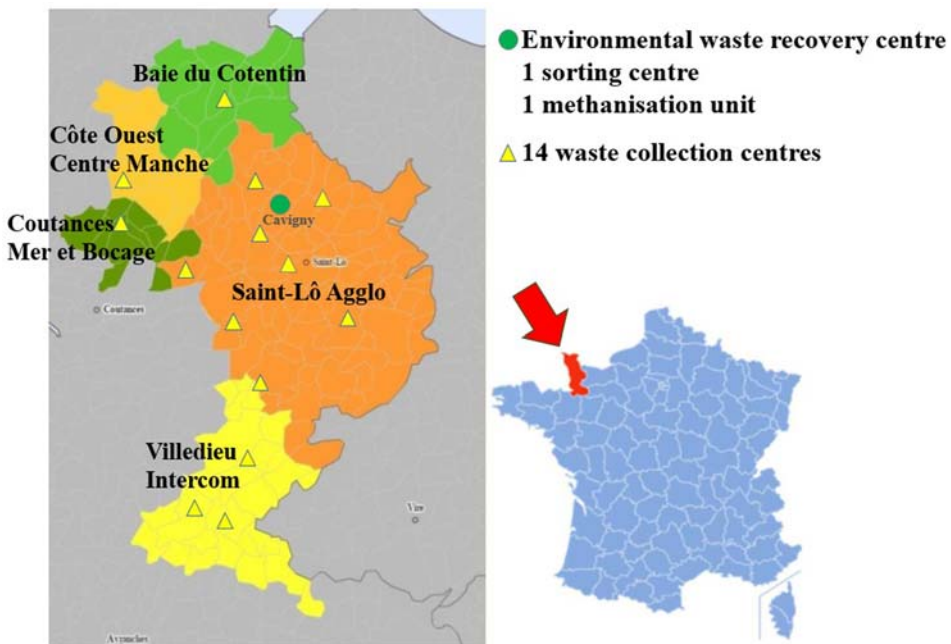 Baie du Cotentin
Côte Ouest
Centre Manche
Coutances
Mer et Bocage
Cavigny
Saint-Lô
Saint-Lô Agglo
Coutances
Villedieu
Intercom
Vire
Avranches
Environmental waste recovery centre
1 sorting centre
1 methanisation unit
14 waste collection centres